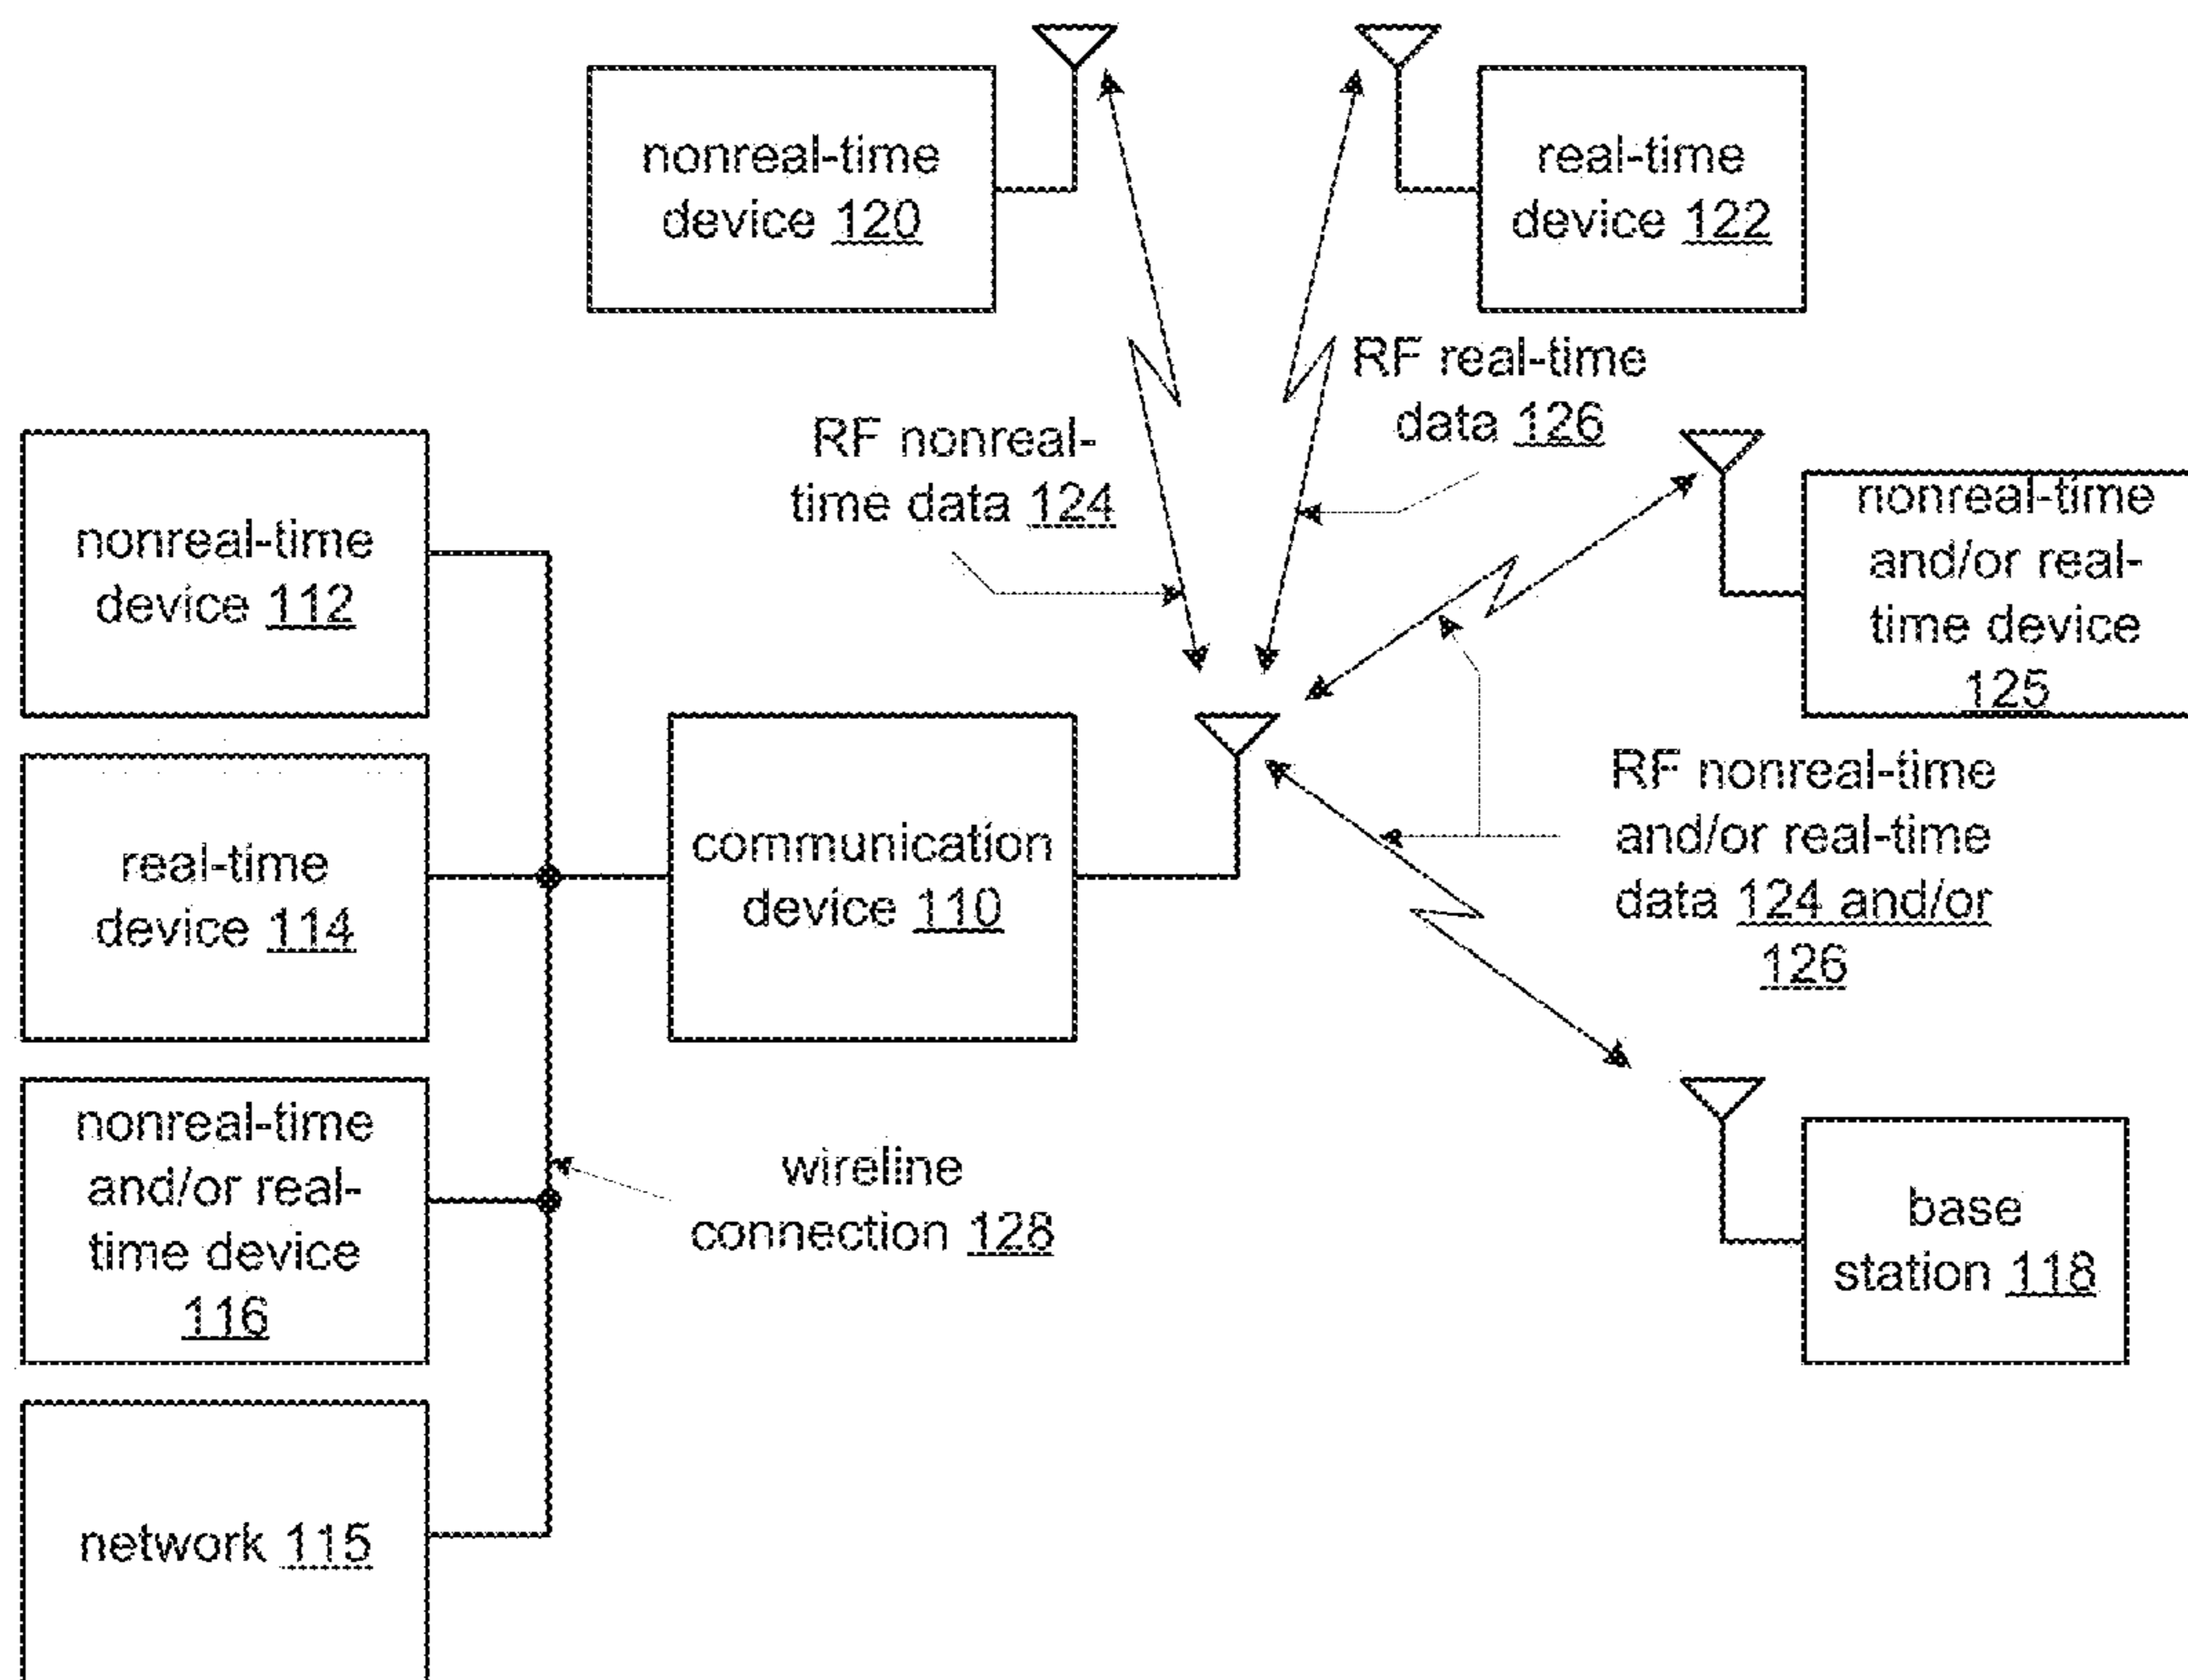 nonreal-time
device 120
real-time
device 122
RF real-time
data 126
RF nonreal-
time data 124
nonreal-time
and/or real-
time device
125
nonreal-time
device 112
real-time
device 114
communication
device 110
RF nonreal-time
and/or real-time
data 124 and/or
126
nonreal-time
and/or real-
time device
116
wireline
connection 128
base
station 118
network 115